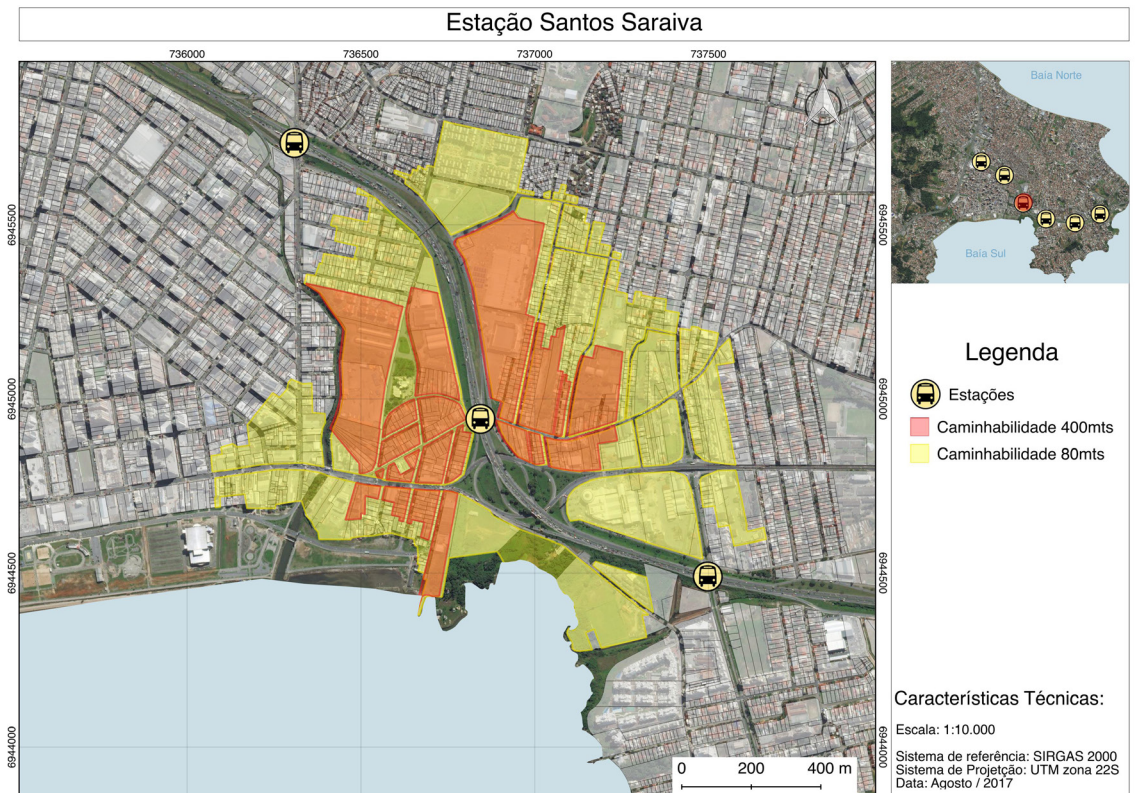 Estação Santos Saraiva
736000 736500 737000 737500
N
6945500
6945000
6944500
6944000
6945500
6945000
6944500
6944000
0 200 400 m
Baía Norte
Baía Sul
Legenda
Estações
Caminhabilidade 400mts
Caminhabilidade 80mts
Características Técnicas:
Escala: 1:10.000
Sistema de referência: SIRGAS 2000
Sistema de Projetção: UTM zona 22S
Data: Agosto / 2017